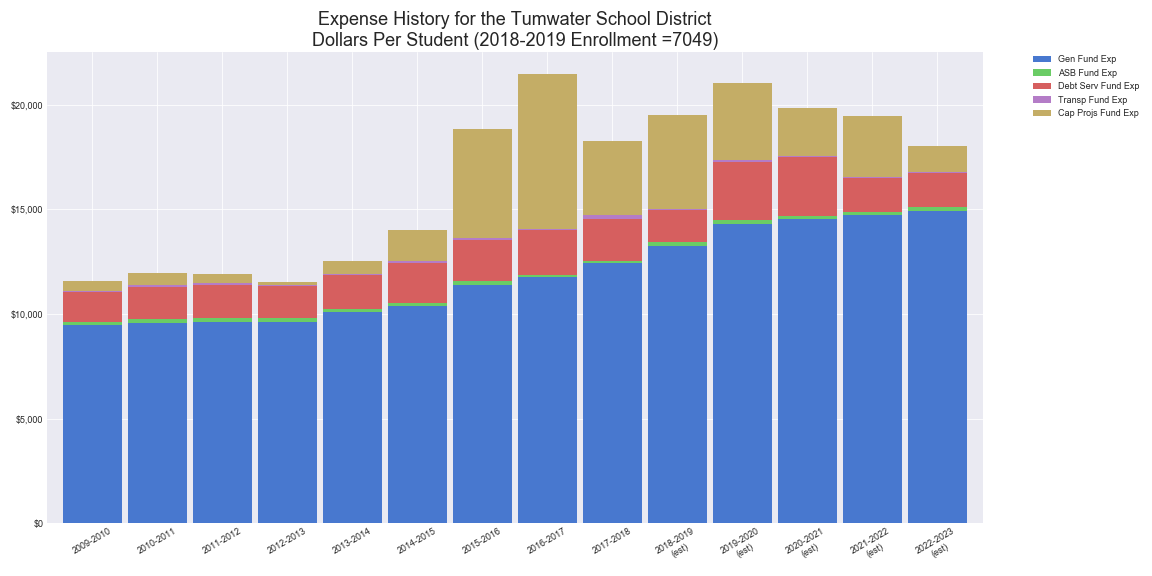 Expense History for the Tumwater School District
Dollars Per Student (2018-2019 Enrollment =7049)
Gen Fund Exp
ASB Fund Exp
Debt Serv Fund Exp
Transp Fund Exp
Cap Projs Fund Exp
$20,000
$15,000
$10,000
$5,000
$0
2009-2010
2010-2011
2011-2012
2012-2013
2013-2014
2014-2015
2015-2016
2016-2017
2017-2018
2018-2019
(est)
2019-2020
(est)
2020-2021
(est)
2021-2022
(est)
2022-2023
(est)